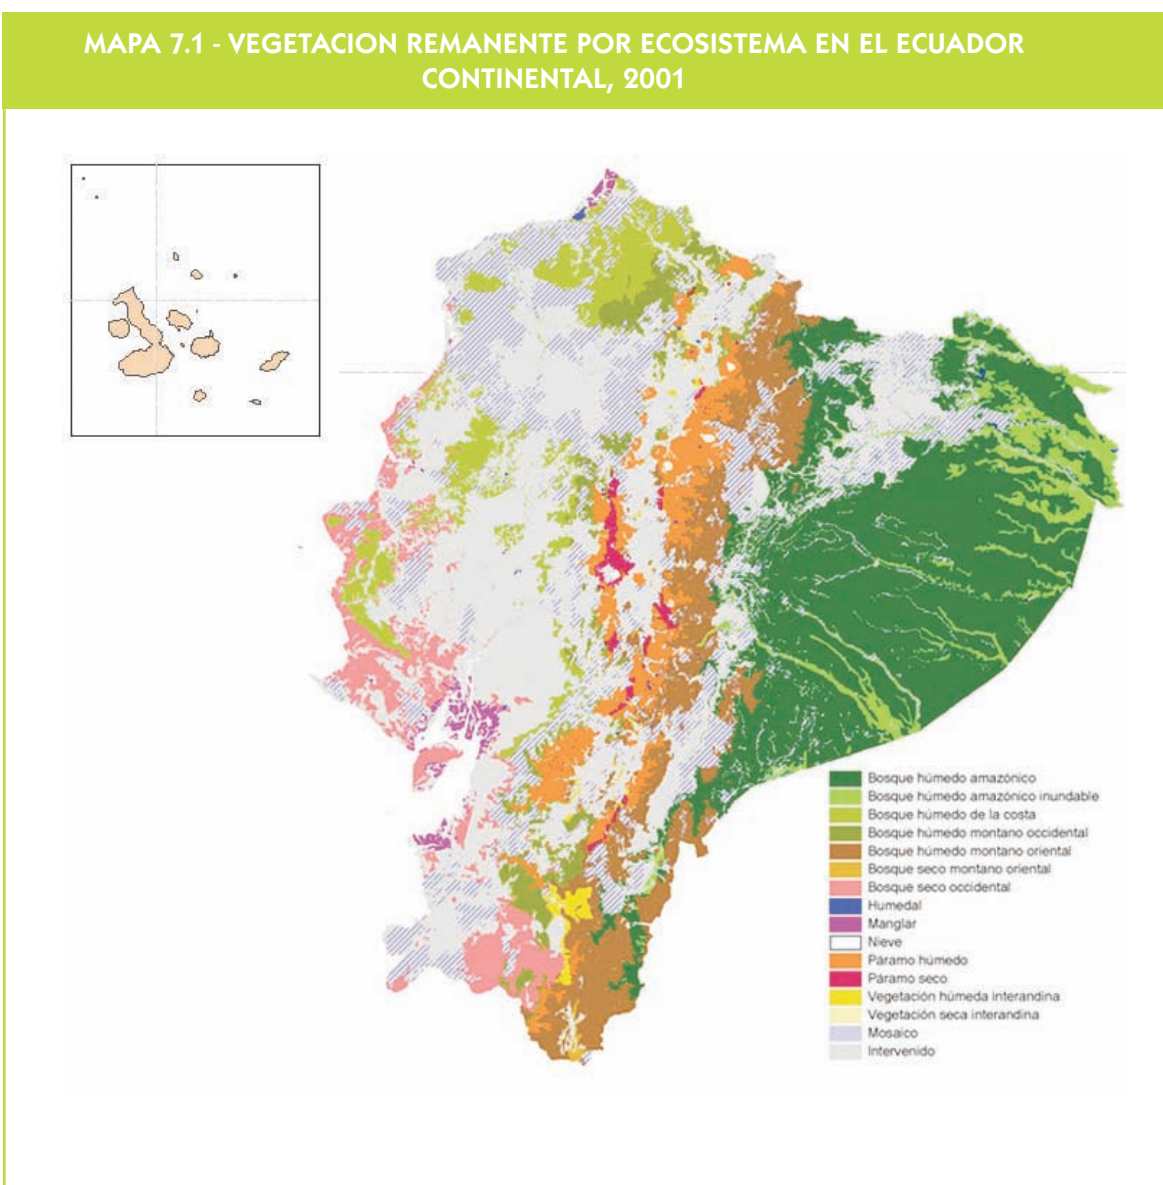 MAPA 7.1 - VEGETACION REMANENTE POR ECOSISTEMA EN EL ECUADOR
CONTINENTAL, 2001
Bosque húmedo amazónico
Bosque húmedo amazónico inundable
Bosque húmedo de la costa
Bosque húmedo montano occidental
Bosque húmedo montano oriental
Bosque seco montano oriental
Bosque seco occidental
Humedal
Manglar
Nieve
Páramo húmedo
Páramo seco
Vegetación húmeda interandina
Vegetación seca interandina
Mosaico
Intervenido